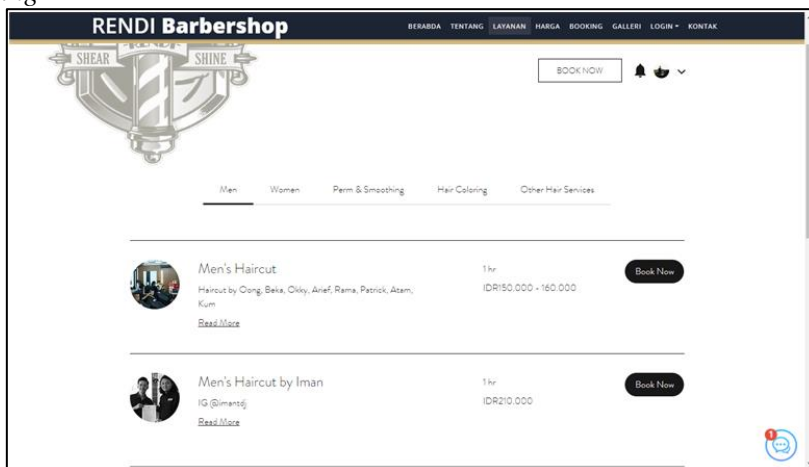 RENDI Barbershop
BERABDA TENTANG LAYANAN HARGA BOOKING GALLERI LOGIN KONTAK
SHEAR SHINE
BOOK NOW
Men Women Perm & Smoothing Hair Coloring Other Hair Services
Men's Haircut
1 hr
Book Now
Haircut by Oong, Beka, Okky, Arief, Rama, Patrick, Atam,
Kum
IDR150.000 - 160.000
Read More
Men's Haircut by Iman
1 hr
Book Now
IG @imantdj
IDR210.000
Read More
1